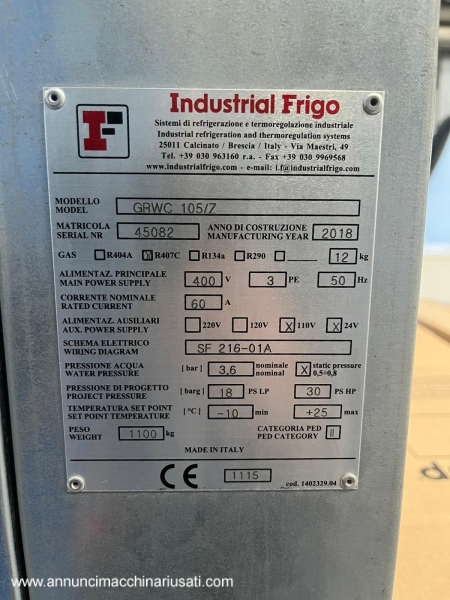 IF
Industrial Frigo
Sistemi di refrigerazione e termoregolazione industriale
Industrial refrigeration and thermoregulation systems
25011 Calcinato / Brescia / Italy - Via Maestri, 49
Tel. +39 030 963160 r.a. - Fax +39 030 9969568
www.industrialfrigo.com - e-mail: i.f@industrialfrigo.com
MODELLO
MODEL GRWC 105/Z
MATRICOLA
SERIAL NR 45082 ANNO DI COSTRUZIONE
MANUFACTURING YEAR 2018
GAS R404A X R407C R134a R290 12 kg
ALIMENTAZ. PRINCIPALE
MAIN POWER SUPPLY 400 V 3 PE 50 Hz
CORRENTE NOMINALE
RATED CURRENT 60 A
ALIMENTAZ. AUSILIARI
AUX. POWER SUPPLY 220V 120V X 110V X 24V
SCHEMA ELETTRICO
WIRING DIAGRAM SF 216-01A
PRESSIONE ACQUA
WATER PRESSURE [ bar ] 3,6 nominale
nominale X static pressure
0,5÷0,8
PRESSIONE DI PROGETTO
PROJECT PRESSURE [ barg ] 18 PS LP 30 PS HP
TEMPERATURA SET POINT
SET POINT TEMPERATURE [ °C ] -10 min +25 max
PESO
WEIGHT 1100 kg CATEGORIA PED
PED CATEGORY II
MADE IN ITALY
CE 1115
cod. 1402329.04
www.annuncimacchinariusati.com